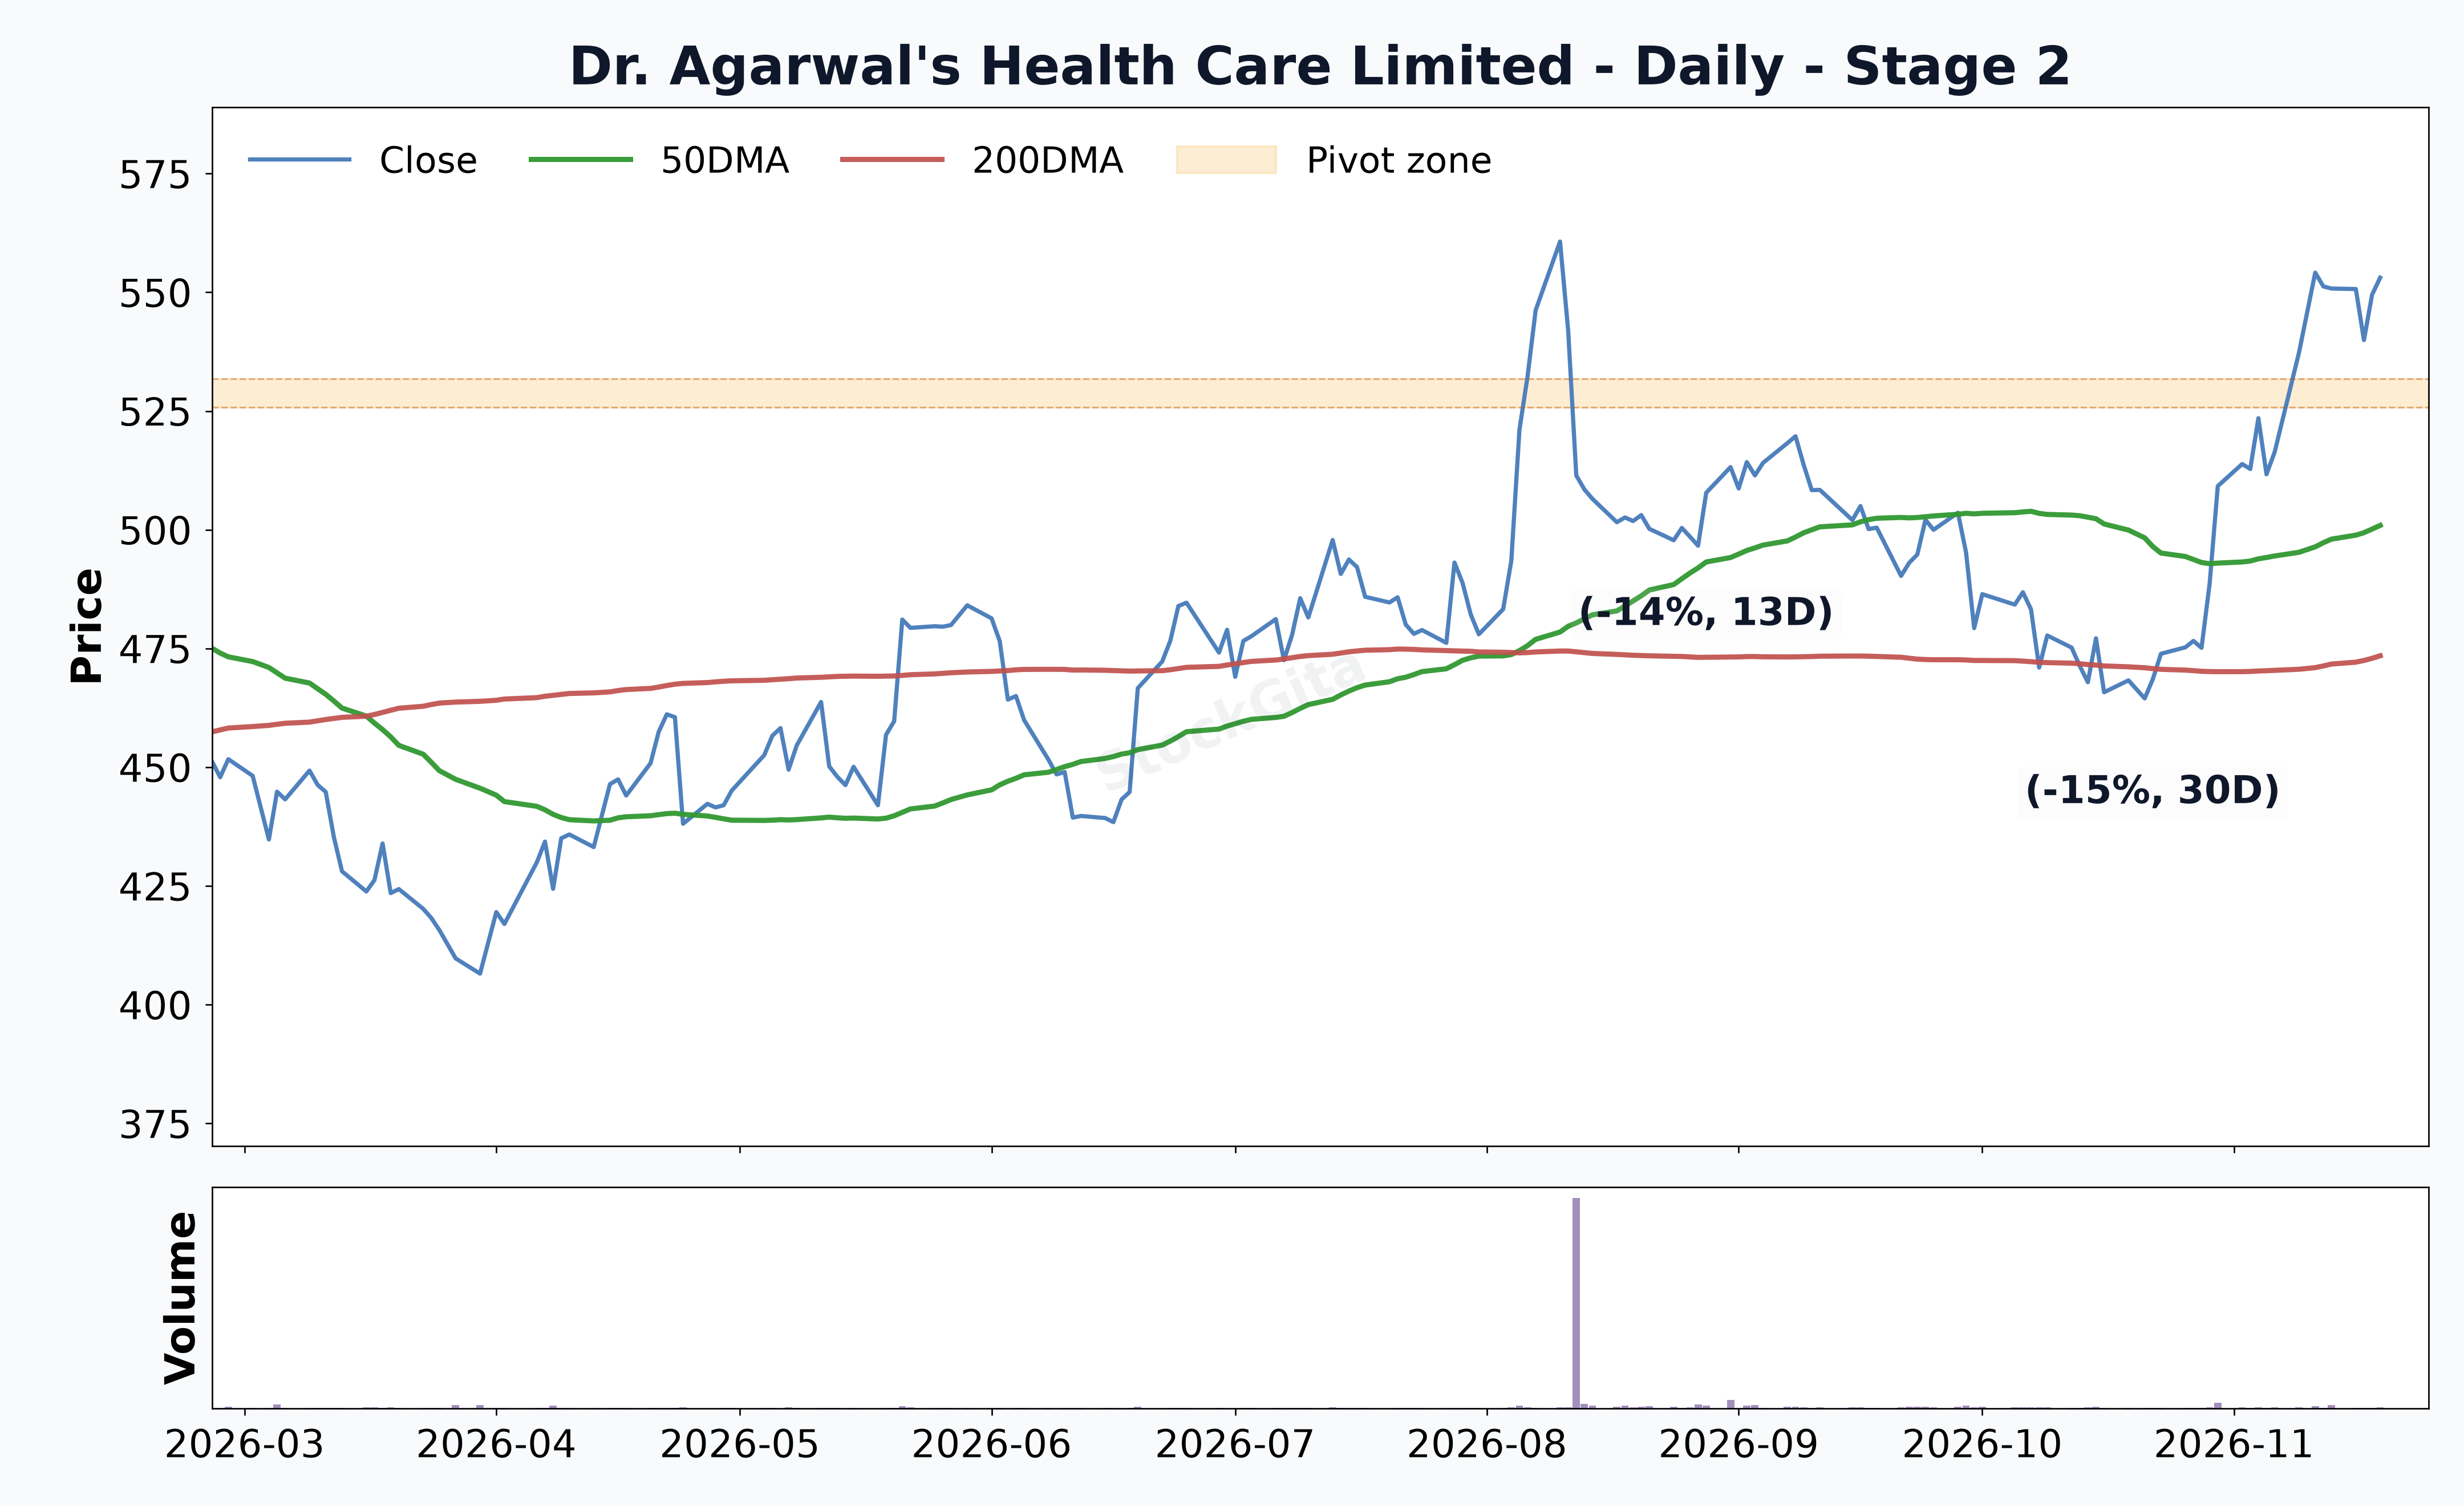 Dr. Agarwal's Health Care Limited - Daily - Stage 2
Close 50DMA 200DMA Pivot zone
575
550
525
500
475
450
425
400
375
Price
(-14%, 13D)
(-15%, 30D)
StockGita
Volume
2026-03 2026-04 2026-05 2026-06 2026-07 2026-08 2026-09 2026-10 2026-11